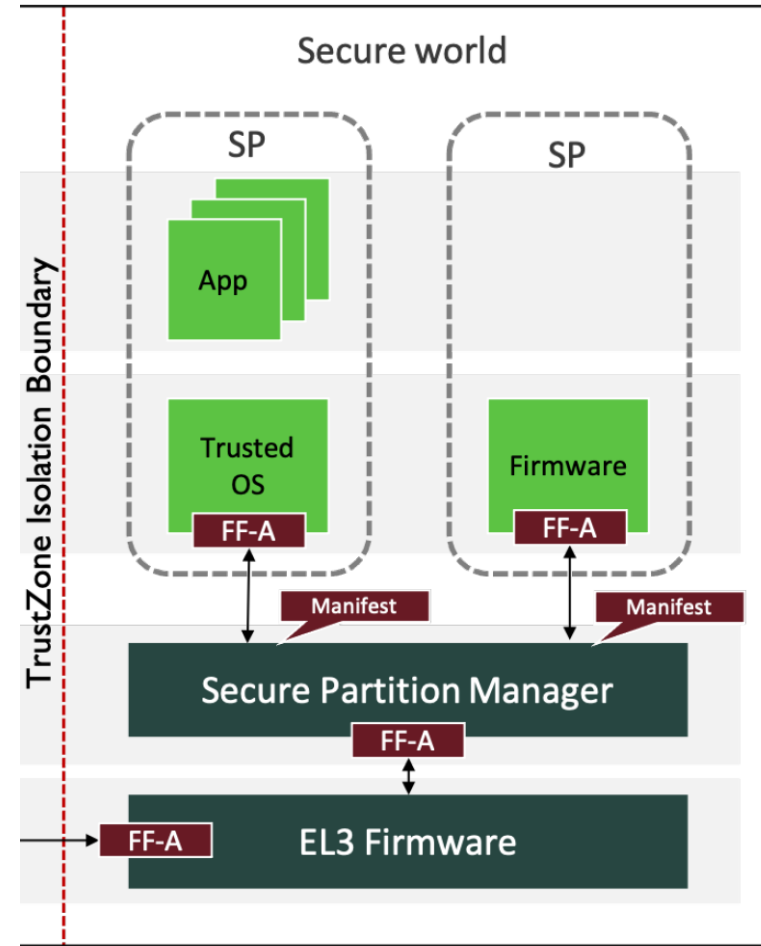 Secure world
SP
SP
App
TrustZone Isolation Boundary
Trusted
OS
Firmware
FF-A
FF-A
Manifest
Manifest
Secure Partition Manager
FF-A
EL3 Firmware
FF-A